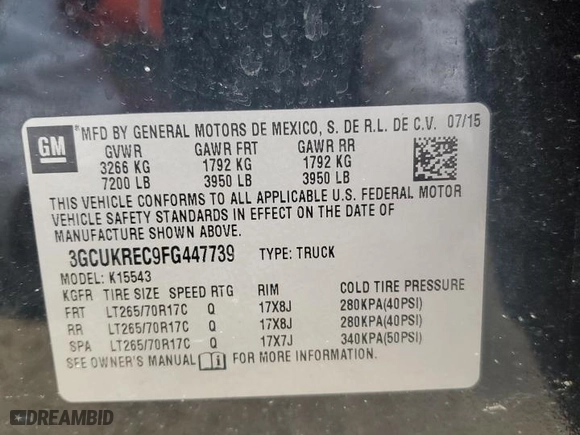 GM
MFD BY GENERAL MOTORS DE MEXICO, S. DE R.L. DE C.V. 07/15
GVWR GAWR FRT GAWR RR
3266 KG 1792 KG 1792 KG
7200 LB 3950 LB 3950 LB
THIS VEHICLE CONFORMS TO ALL APPLICABLE U.S. FEDERAL MOTOR
VEHICLE SAFETY STANDARDS IN EFFECT ON THE DATE OF
MANUFACTURE SHOWN ABOVE.
3GCUKREC9FG447739 TYPE: TRUCK
MODEL: K15543
KGFR TIRE SIZE SPEED RTG RIM COLD TIRE PRESSURE
FRT LT265/70R17C Q 17X8J 280KPA(40PSI)
RR LT265/70R17C Q 17X8J 280KPA(40PSI)
SPA LT265/70R17C Q 17X7J 340KPA(50PSI)
SEE OWNER'S MANUAL FOR MORE INFORMATION.
DREAMBID